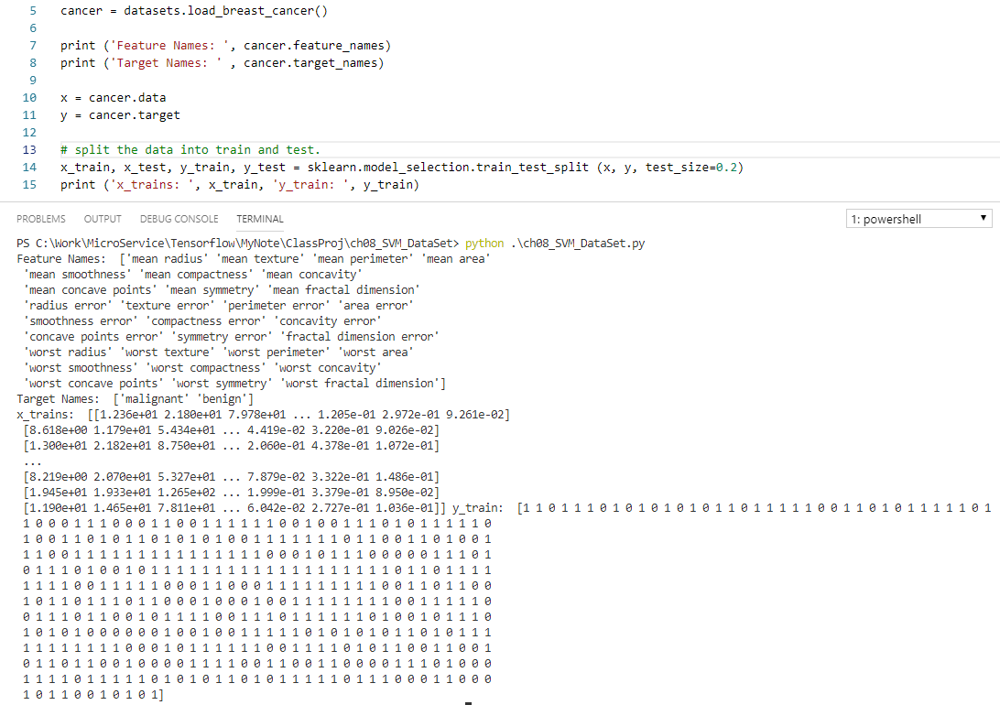 5 cancer = datasets.load_breast_cancer()
6
7 print ('Feature Names: ', cancer.feature_names)
8 print ('Target Names: ' , cancer.target_names)
9
10 x = cancer.data
11 y = cancer.target
12
13 # split the data into train and test.
14 x_train, x_test, y_train, y_test = sklearn.model_selection.train_test_split (x, y, test_size=0.2)
15 print ('x_trains: ', x_train, 'y_train: ', y_train)
PROBLEMS OUTPUT DEBUG CONSOLE TERMINAL 1: powershell
PS C:\Work\MicroService\Tensorflow\MyNote\ClassProj\ch08_SVM_DataSet> python .\ch08_SVM_DataSet.py
Feature Names:  ['mean radius' 'mean texture' 'mean perimeter' 'mean area'
'mean smoothness' 'mean compactness' 'mean concavity'
'mean concave points' 'mean symmetry' 'mean fractal dimension'
'radius error' 'texture error' 'perimeter error' 'area error'
'smoothness error' 'compactness error' 'concavity error'
'concave points error' 'symmetry error' 'fractal dimension error'
'worst radius' 'worst texture' 'worst perimeter' 'worst area'
'worst smoothness' 'worst compactness' 'worst concavity'
'worst concave points' 'worst symmetry' 'worst fractal dimension']
Target Names:  ['malignant' 'benign']
x_trains:  [[1.236e+01 2.180e+01 7.978e+01 ... 1.205e-01 2.972e-01 9.261e-02]
[8.618e+00 1.179e+01 5.434e+01 ... 4.419e-02 3.220e-01 9.026e-02]
[1.300e+01 2.182e+01 8.750e+01 ... 2.060e-01 4.378e-01 1.072e-01]
...
[8.219e+00 2.070e+01 5.327e+01 ... 7.879e-02 3.322e-01 1.486e-01]
[1.945e+01 1.933e+01 1.265e+02 ... 1.999e-01 3.379e-01 8.950e-02]
[1.190e+01 1.465e+01 7.811e+01 ... 6.042e-02 2.727e-01 1.036e-01]] y_train:  [1 1 0 1 1 1 0 1 0 1 0 1 0 1 0 1 1 0 1 1 1 1 1 0 0 1 1 0 1 0 1 1 1 1 1 0 1
1 0 0 0 1 1 1 0 0 0 1 1 0 0 1 1 1 1 1 1 0 0 1 0 0 1 1 1 0 1 0 1 1 1 1 1 0
1 0 0 1 1 0 1 0 1 1 0 1 0 1 0 1 0 0 1 1 1 1 1 1 1 0 1 1 0 0 1 1 0 1 0 0 1
1 1 0 0 1 1 1 1 1 1 1 1 1 1 1 1 1 1 1 0 0 0 1 0 1 1 1 0 0 0 0 0 1 1 1 0 1
0 1 1 1 0 1 0 0 1 0 1 1 1 1 1 1 1 1 1 1 1 1 1 1 1 1 1 1 1 0 1 1 0 1 1 1 1
1 1 1 1 0 0 1 1 1 1 1 0 0 0 1 1 0 0 0 1 1 1 1 1 1 1 1 1 0 0 1 1 0 1 1 0 0
1 0 1 1 0 1 1 1 0 1 1 0 0 0 1 0 0 0 1 0 0 1 1 1 1 1 1 1 1 0 0 1 1 1 1 1 0
0 1 1 1 0 1 1 0 0 1 0 1 1 1 1 0 0 1 1 1 0 1 1 1 1 1 1 0 1 0 0 1 0 1 1 1 0
1 0 1 0 1 0 0 0 0 0 0 1 0 0 1 0 0 1 1 1 1 1 0 1 0 1 0 1 0 1 1 0 1 0 1 1 1
1 1 1 1 1 1 1 1 0 0 0 1 0 1 1 1 1 1 1 0 0 1 1 1 1 0 1 0 1 1 0 0 1 1 0 0 1
0 1 1 0 1 1 0 0 1 0 0 0 0 1 1 1 1 0 0 1 1 0 0 1 1 0 0 0 0 1 1 1 0 1 0 0 0
1 1 1 1 0 1 1 1 1 1 0 1 0 1 0 1 1 0 1 0 1 1 1 1 1 0 1 1 1 0 0 0 1 1 0 0 0
1 0 1 1 0 0 1 0 1 0 1]